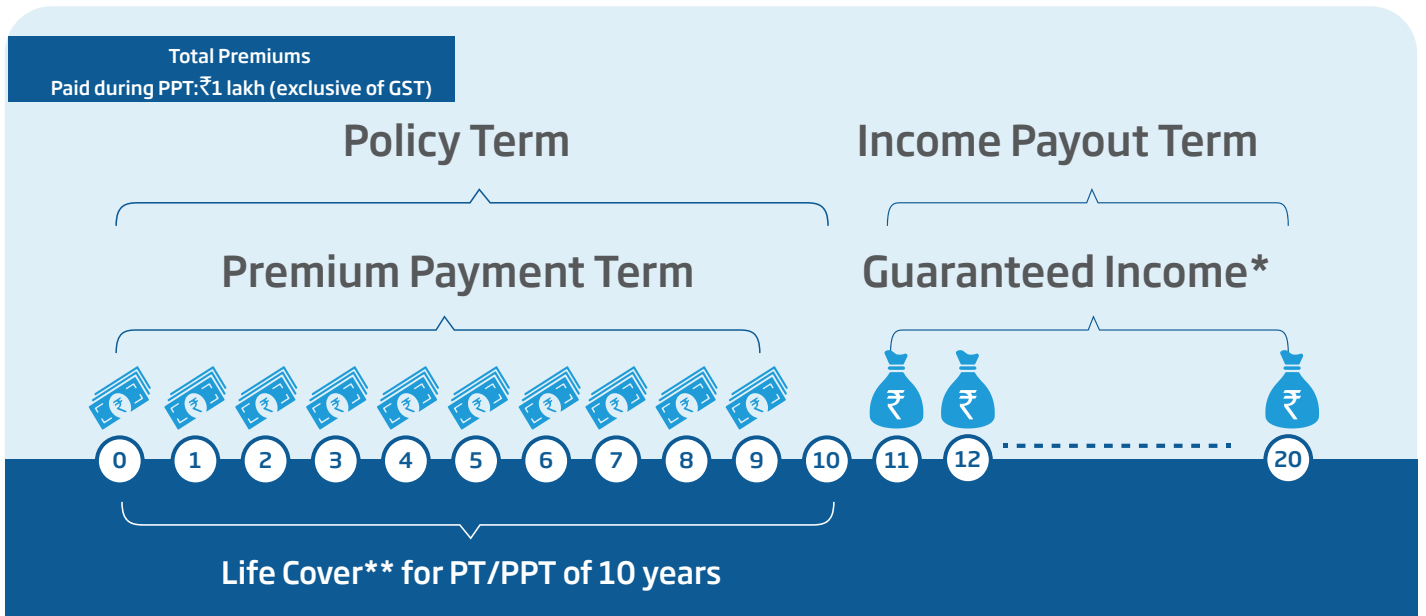 Total Premiums
Paid during PPT:₹1 lakh (exclusive of GST)
Policy Term
Income Payout Term
Premium Payment Term
Guaranteed Income*
₹ ₹ ₹ ₹ ₹ ₹ ₹ ₹ ₹ ₹ ₹ ₹ ₹
0 1 2 3 4 5 6 7 8 9 10 11 12 20
Life Cover** for PT/PPT of 10 years